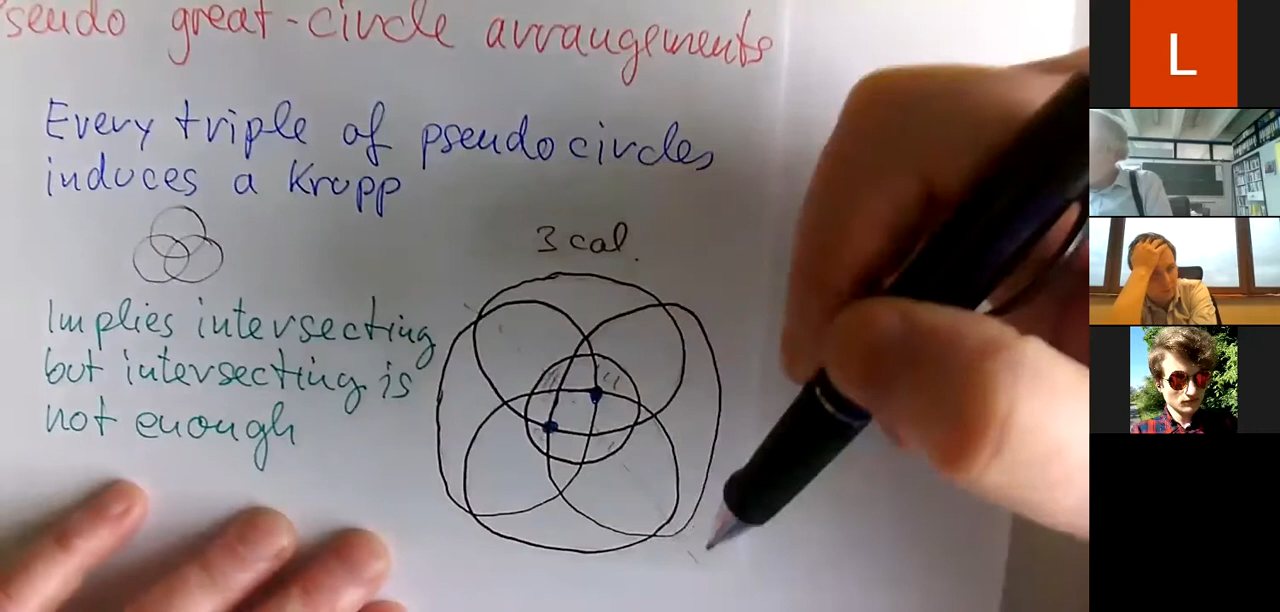 seudo great-circle arrangements
Every triple of pseudocircles
induces a Krupp
3 cal.
Implies intersecting
but intersecting is
not enough
L